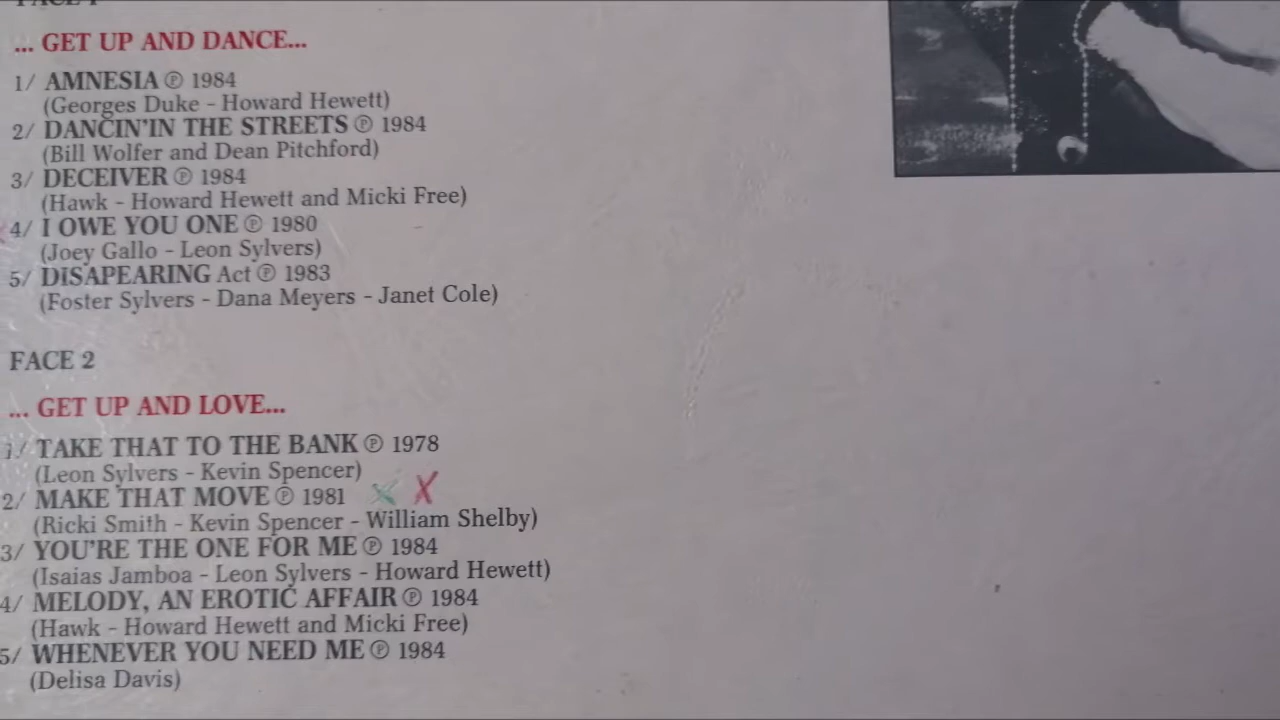 FACE 1
... GET UP AND DANCE...
1/ AMNESIA ℗ 1984
(Georges Duke - Howard Hewett)
2/ DANCIN'IN THE STREETS ℗ 1984
(Bill Wolfer and Dean Pitchford)
3/ DECEIVER ℗ 1984
(Hawk - Howard Hewett and Micki Free)
4/ I OWE YOU ONE ℗ 1980
(Joey Gallo - Leon Sylvers)
5/ DiSAPEARING Act ℗ 1983
(Foster Sylvers - Dana Meyers - Janet Cole)
FACE 2
... GET UP AND LOVE...
1/ TAKE THAT TO THE BANK ℗ 1978
(Leon Sylvers - Kevin Spencer)
2/ MAKE THAT MOVE ℗ 1981 X X
(Ricki Smith - Kevin Spencer - William Shelby)
3/ YOU'RE THE ONE FOR ME ℗ 1984
(Isaias Jamboa - Leon Sylvers - Howard Hewett)
4/ MELODY, AN EROTIC AFFAIR ℗ 1984
(Hawk - Howard Hewett and Micki Free)
5/ WHENEVER YOU NEED ME ℗ 1984
(Delisa Davis)